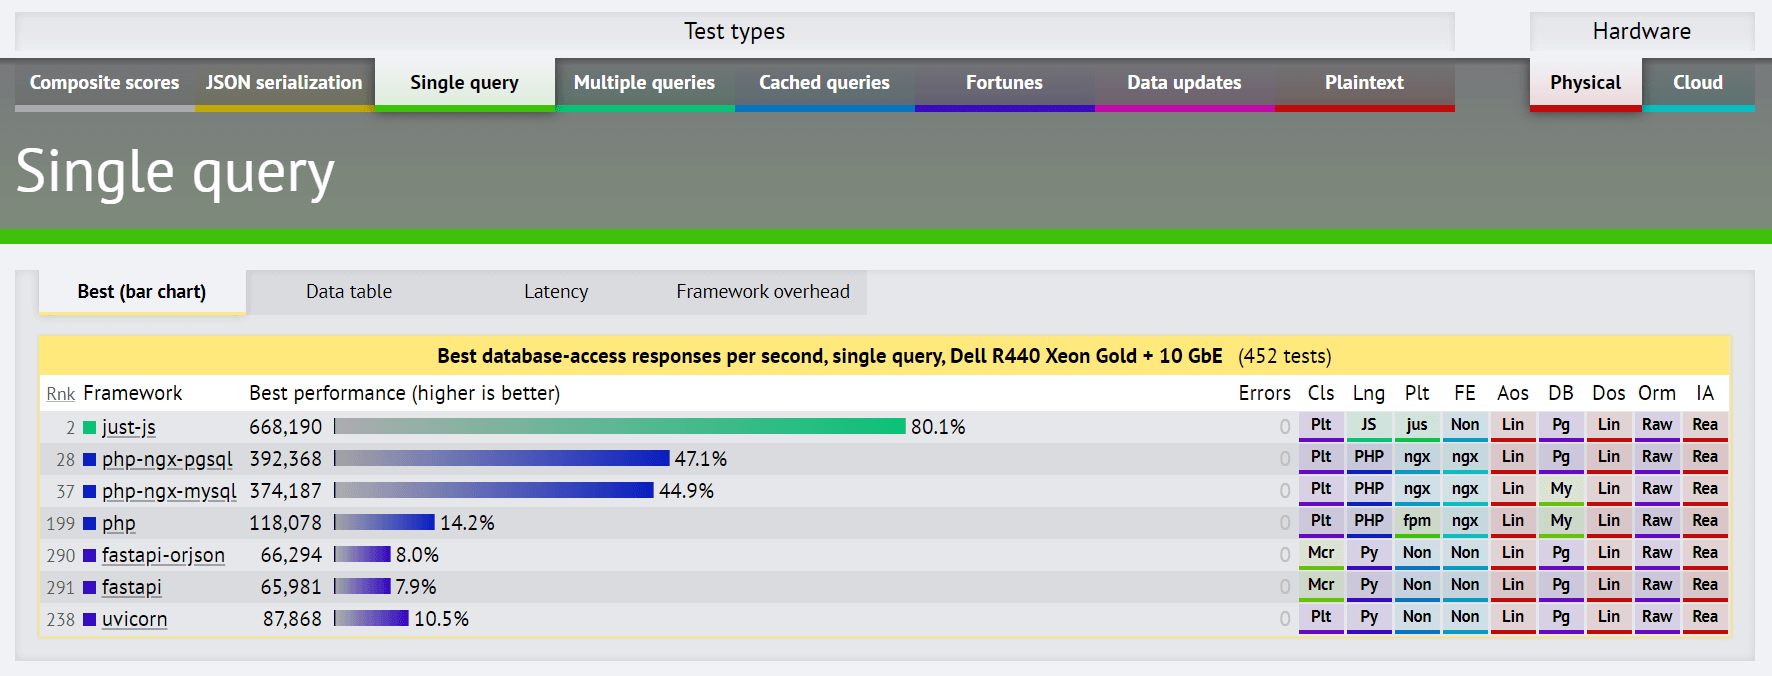 Test types Hardware
Composite scores JSON serialization Single query Multiple queries Cached queries Fortunes Data updates Plaintext Physical Cloud
Single query
Best (bar chart) Data table Latency Framework overhead
Best database-access responses per second, single query, Dell R440 Xeon Gold + 10 GbE (452 tests)
Rnk Framework Best performance (higher is better) Errors Cls Lng Plt FE Aos DB Dos Orm IA
2 just-js 668,190 80.1% 0 Plt JS jus Non Lin Pg Lin Raw Rea
28 php-ngx-pgsql 392,368 47.1% 0 Plt PHP ngx ngx Lin Pg Lin Raw Rea
37 php-ngx-mysql 374,187 44.9% 0 Plt PHP ngx ngx Lin My Lin Raw Rea
199 php 118,078 14.2% 0 Plt PHP fpm ngx Lin My Lin Raw Rea
290 fastapi-orjson 66,294 8.0% 0 Mcr Py Non Non Lin Pg Lin Raw Rea
291 fastapi 65,981 7.9% 0 Mcr Py Non Non Lin Pg Lin Raw Rea
238 uvicorn 87,868 10.5% 0 Plt Py Non Non Lin Pg Lin Raw Rea